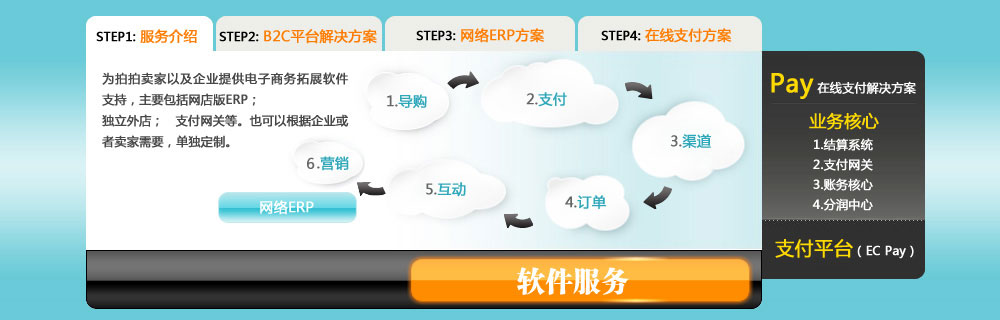 STEP1: 服务介绍
STEP2: B2C平台解决方案
STEP3: 网络ERP方案
STEP4: 在线支付方案
为拍拍卖家以及企业提供电子商务拓展软件
支持，主要包括网店版ERP；
独立外店； 支付网关等。也可以根据企业或
者卖家需要，单独定制。
1.导购
2.支付
3.渠道
4.订单
5.互动
6.营销
网络ERP
Pay 在线支付解决方案
业务核心
1.结算系统
2.支付网关
3.账务核心
4.分润中心
支付平台（EC Pay）
软件服务